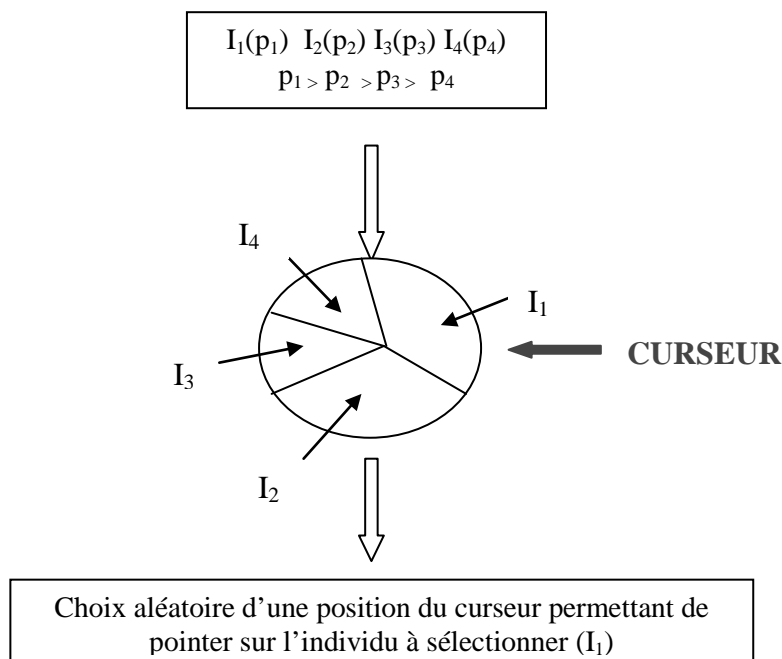 I₁(p₁) I₂(p₂) I₃(p₃) I₄(p₄)
p₁ > p₂ > p₃ > p₄
I₄
I₁
CURSEUR
I₃
I₂
Choix aléatoire d’une position du curseur permettant de
pointer sur l’individu à sélectionner (I₁)